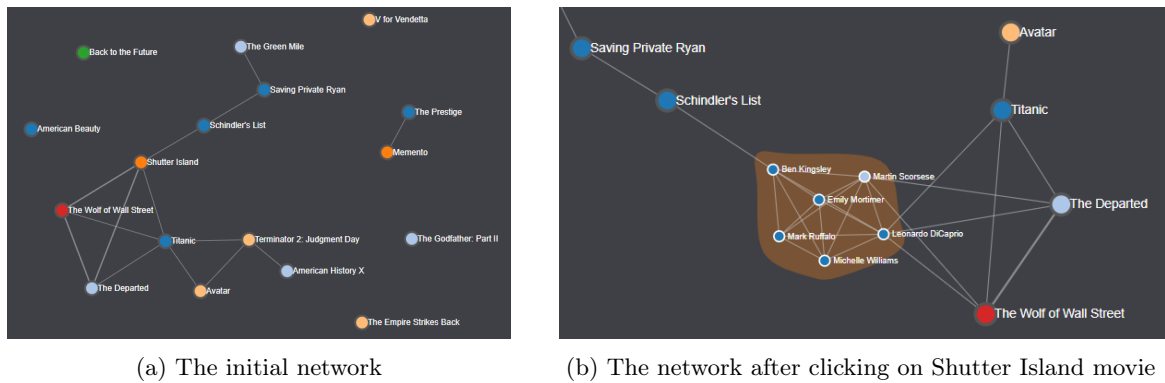 V for Vendetta
Back to the Future
The Green Mile
Saving Private Ryan
The Prestige
American Beauty
Schindler's List
Memento
Shutter Island
The Wolf of Wall Street
Titanic
Terminator 2: Judgment Day
The Godfather: Part II
American History X
The Departed
Avatar
The Empire Strikes Back
(a) The initial network
Avatar
Saving Private Ryan
Schindler's List
Titanic
Ben Kingsley
Martin Scorsese
Emily Mortimer
The Departed
Mark Ruffalo
Leonardo DiCaprio
Michelle Williams
The Wolf of Wall Street
(b) The network after clicking on Shutter Island movie